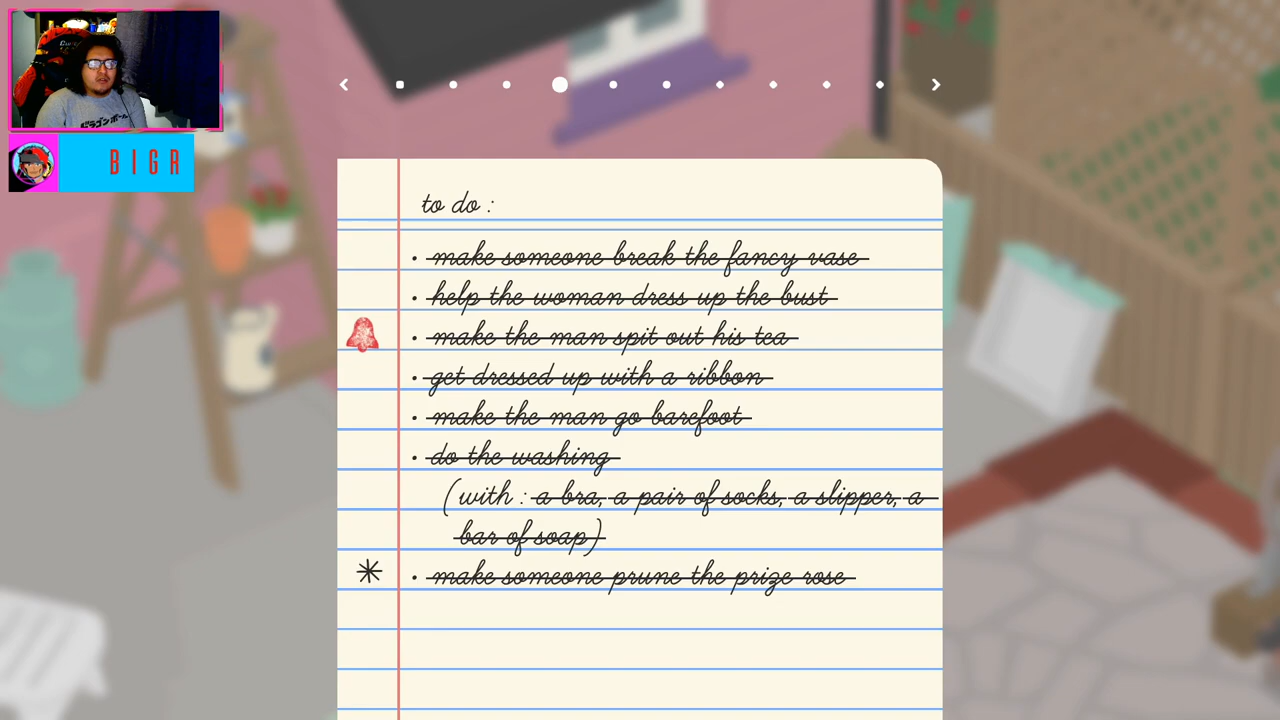 BIGR
to do :
• make someone break the fancy vase
• help the woman dress up the bust
• make the man spit out his tea
• get dressed up with a ribbon
• make the man go barefoot
• do the washing
(with : a bra, a pair of socks, a slipper, a
bar of soap)
• make someone prune the prize rose